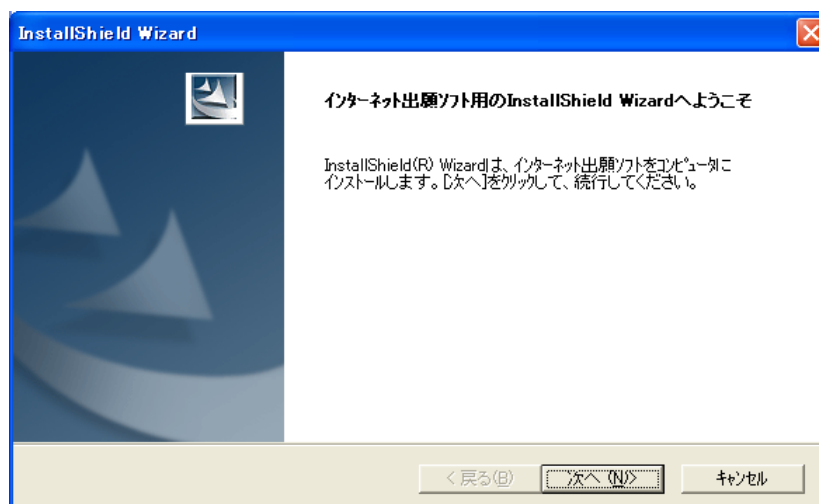 InstallShield Wizard
インターネット出願ソフト用のInstallShield Wizardへようこそ
InstallShield(R) Wizardは、インターネット出願ソフトをコンピュータに
インストールします。[次へ]をクリックして、続行してください。
< 戻る(B)
次へ (N)>
キャンセル